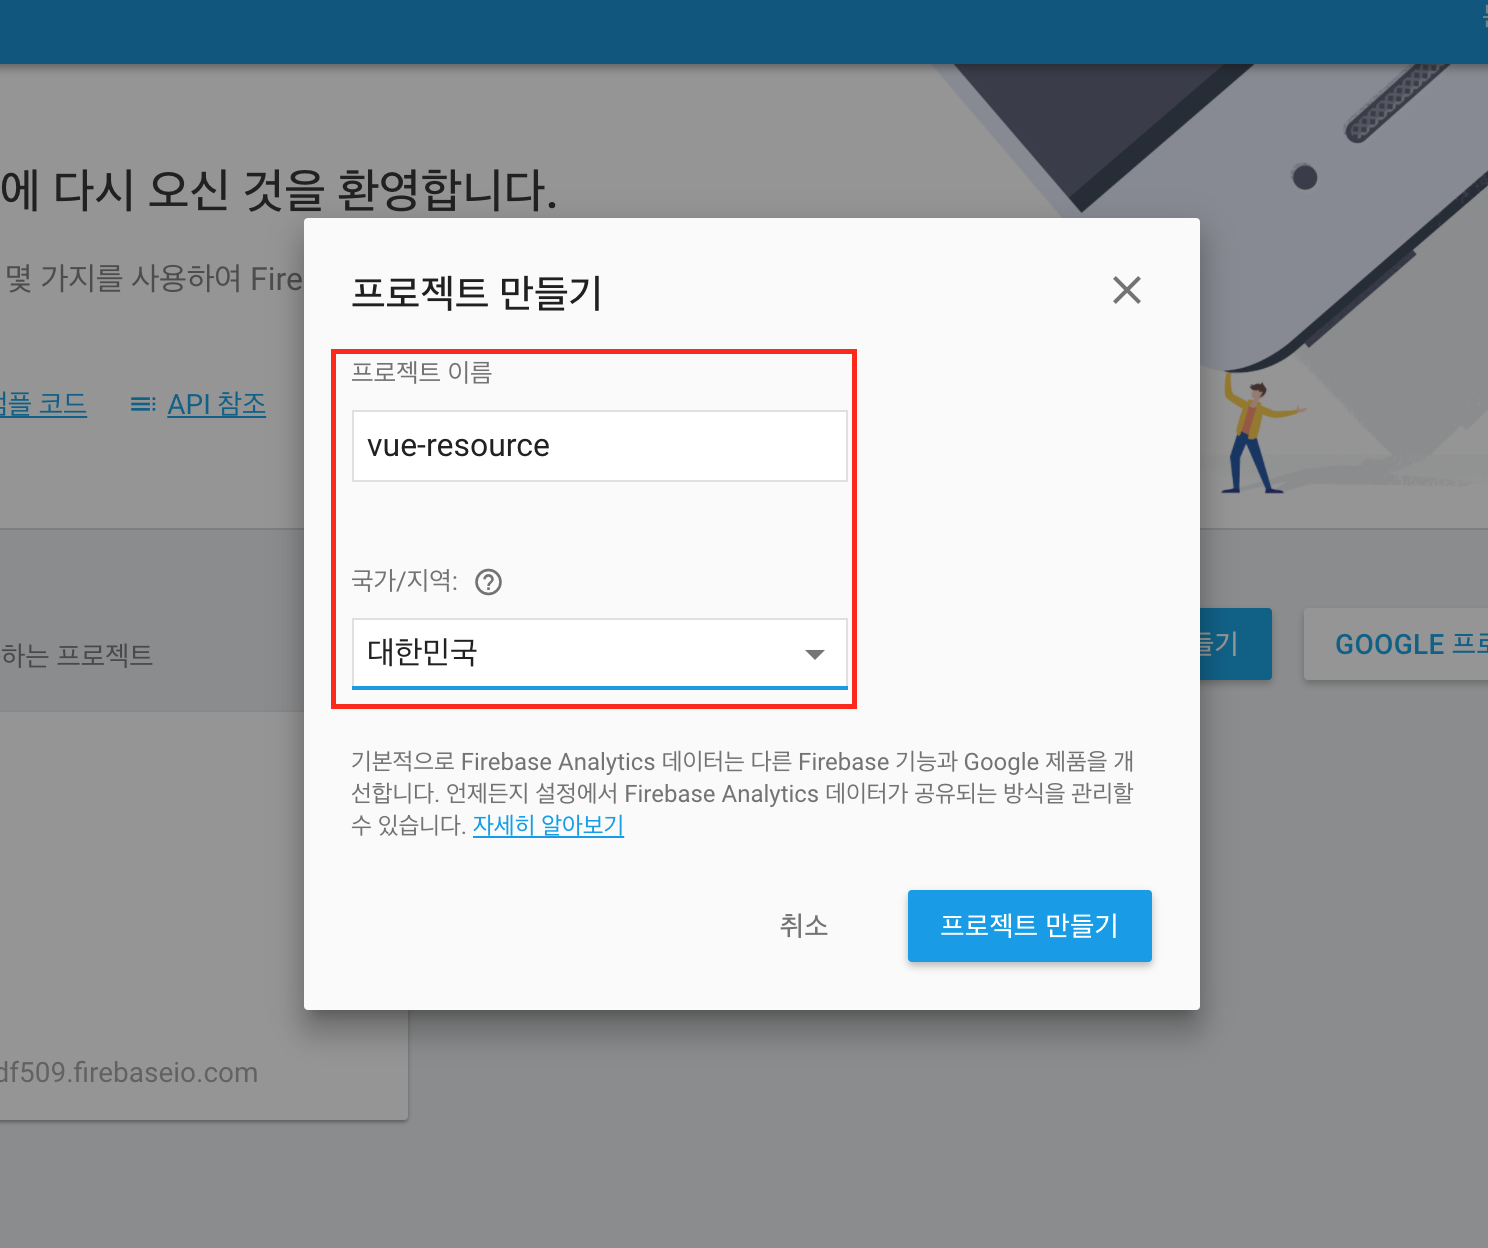 에 다시 오신 것을 환영합니다.
몇 가지를 사용하여 Fire
플 코드
API 참조
프로젝트 만들기
프로젝트 이름
vue-resource
국가/지역:
대한민국
기본적으로 Firebase Analytics 데이터는 다른 Firebase 기능과 Google 제품을 개
선합니다. 언제든지 설정에서 Firebase Analytics 데이터가 공유되는 방식을 관리할
수 있습니다. 자세히 알아보기
취소
프로젝트 만들기
하는 프로젝트
들기
GOOGLE 프로
df509.firebaseio.com